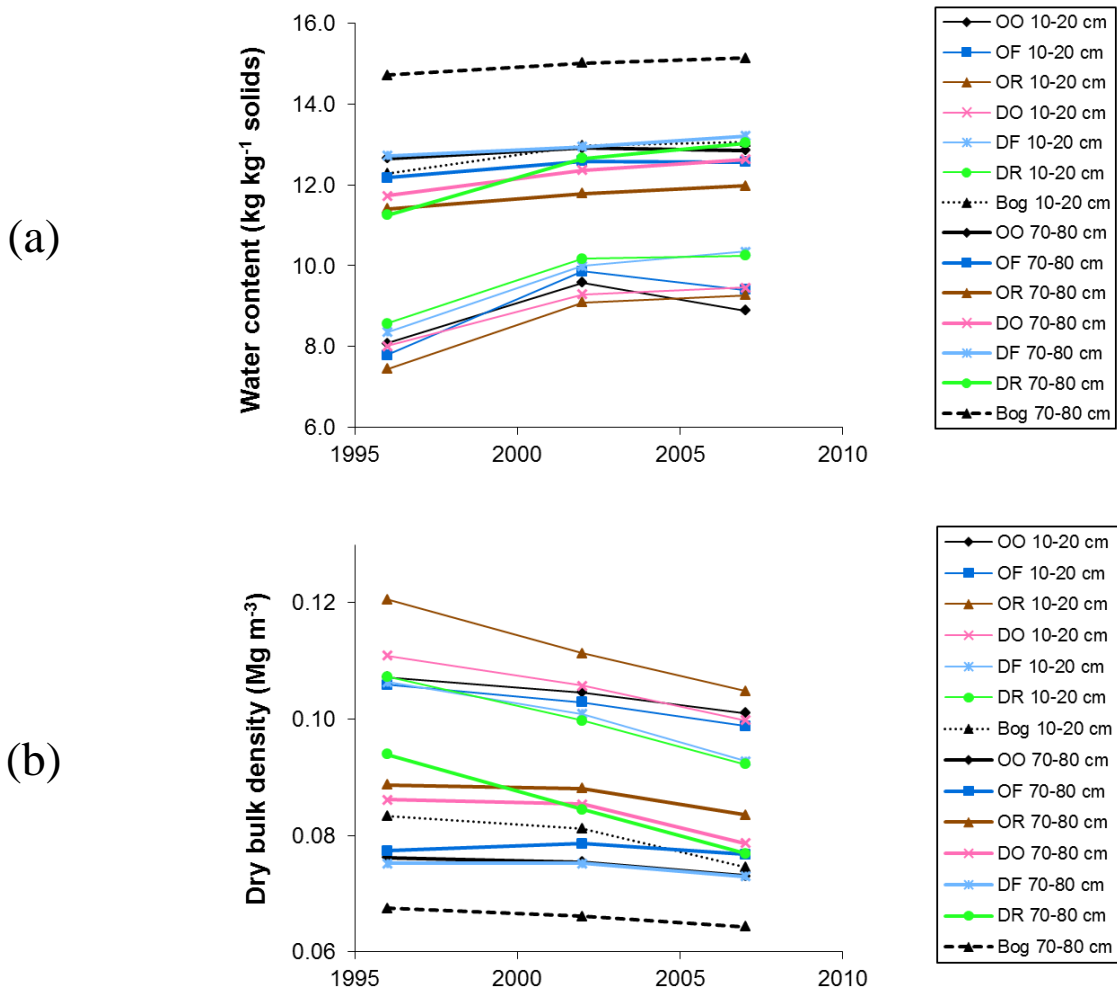 (a)
Water content (kg kg⁻¹ solids)
16.0
14.0
12.0
10.0
8.0
6.0
1995 2000 2005 2010
OO 10-20 cm
OF 10-20 cm
OR 10-20 cm
DO 10-20 cm
DF 10-20 cm
DR 10-20 cm
Bog 10-20 cm
OO 70-80 cm
OF 70-80 cm
OR 70-80 cm
DO 70-80 cm
DF 70-80 cm
DR 70-80 cm
Bog 70-80 cm
(b)
Dry bulk density (Mg m⁻³)
0.12
0.10
0.08
0.06
1995 2000 2005 2010
OO 10-20 cm
OF 10-20 cm
OR 10-20 cm
DO 10-20 cm
DF 10-20 cm
DR 10-20 cm
Bog 10-20 cm
OO 70-80 cm
OF 70-80 cm
OR 70-80 cm
DO 70-80 cm
DF 70-80 cm
DR 70-80 cm
Bog 70-80 cm